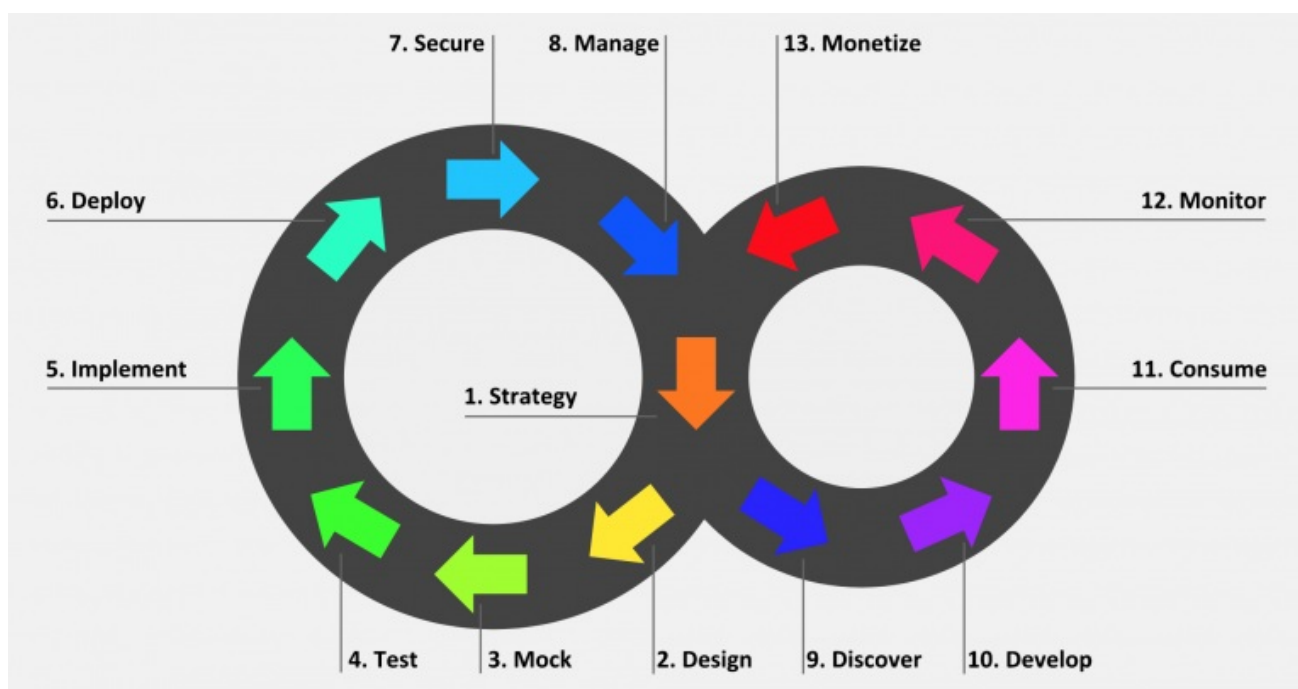 7. Secure
8. Manage
13. Monetize
6. Deploy
12. Monitor
5. Implement
1. Strategy
11. Consume
4. Test
3. Mock
2. Design
9. Discover
10. Develop